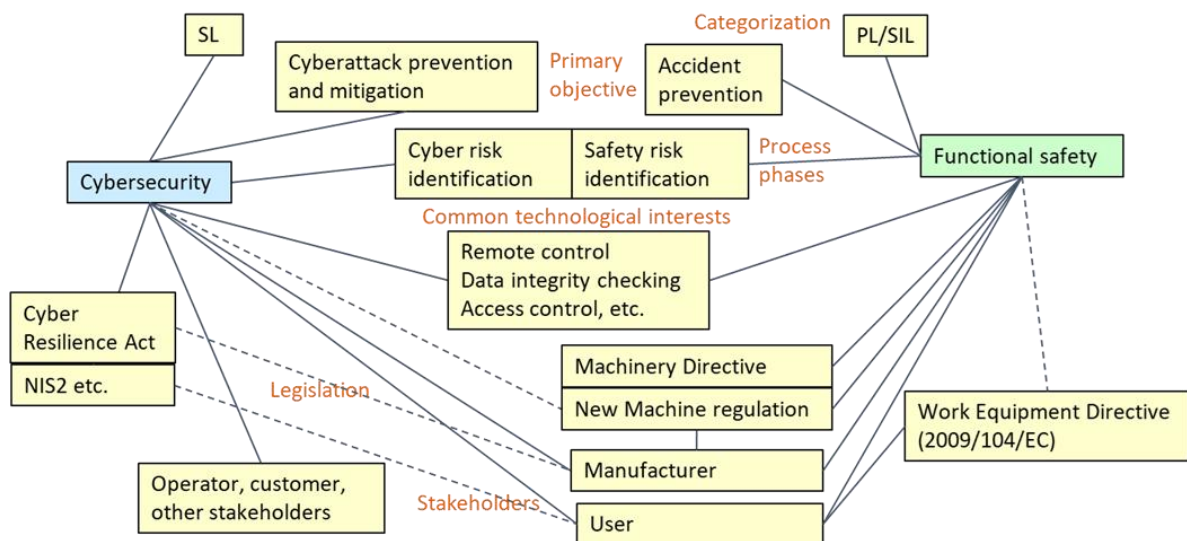 SL
Categorization
PL/SIL
Cyberattack prevention
and mitigation
Primary
objective
Accident
prevention
Cybersecurity
Cyber risk
identification
Safety risk
identification
Process
phases
Functional safety
Common technological interests
Remote control
Data integrity checking
Access control, etc.
Cyber
Resilience Act
NIS2 etc.
Legislation
Machinery Directive
New Machine regulation
Work Equipment Directive
(2009/104/EC)
Manufacturer
Operator, customer,
other stakeholders
Stakeholders
User